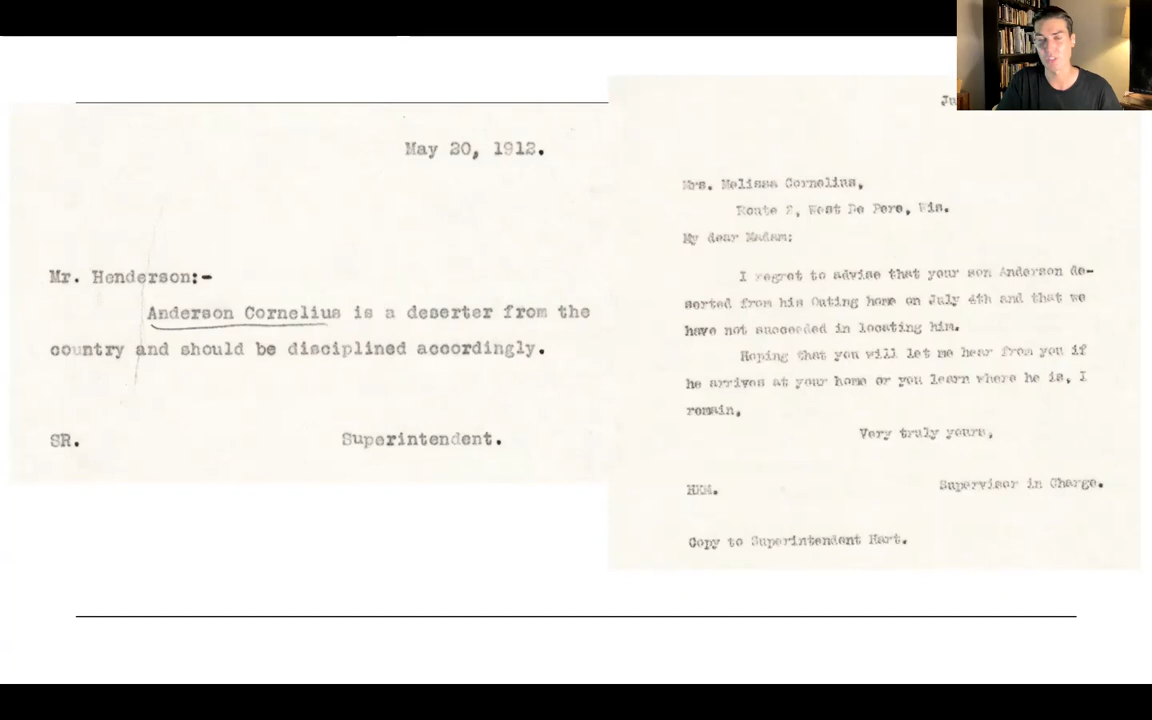 May 20, 1912.
Mr. Henderson:-
Anderson Cornelius is a deserter from the
country and should be disciplined accordingly.
SR. Superintendent.
Mrs. Melissa Cornelius,
Route 2, West De Pere, Wis.
My dear Madam:
I regret to advise that your son Anderson de-
serted from his Outing home on July 4th and that we
have not succeeded in locating him.
Hoping that you will let me hear from you if
he arrives at your home or you learn where he is, I
remain,
Very truly yours,
HKM. Supervisor in Charge.
Copy to Superintendent Hart.